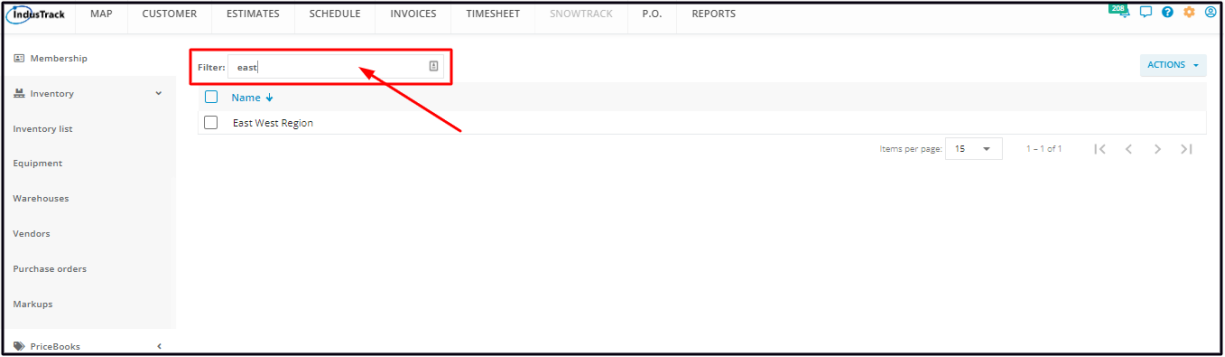 IndusTrack MAP CUSTOMER ESTIMATES SCHEDULE INVOICES TIMESHEET SNOWTRACK P.O. REPORTS 208
Membership
Filter: east
ACTIONS
Inventory
Name
Inventory list
East West Region
Items per page: 15 1 – 1 of 1
Equipment
Warehouses
Vendors
Purchase orders
Markups
PriceBooks